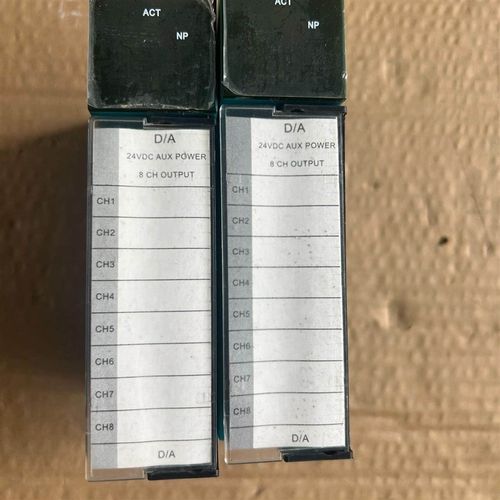 ACT
NP
D/A
24VDC AUX POWER
8 CH OUTPUT
CH1
CH2
CH3
CH4
CH5
CH6
CH7
CH8
D/A
ACT
NP
D/A
24VDC AUX POWER
8 CH OUTPUT
CH1
CH2
CH3
CH4
CH5
CH6
CH7
CH8
D/A